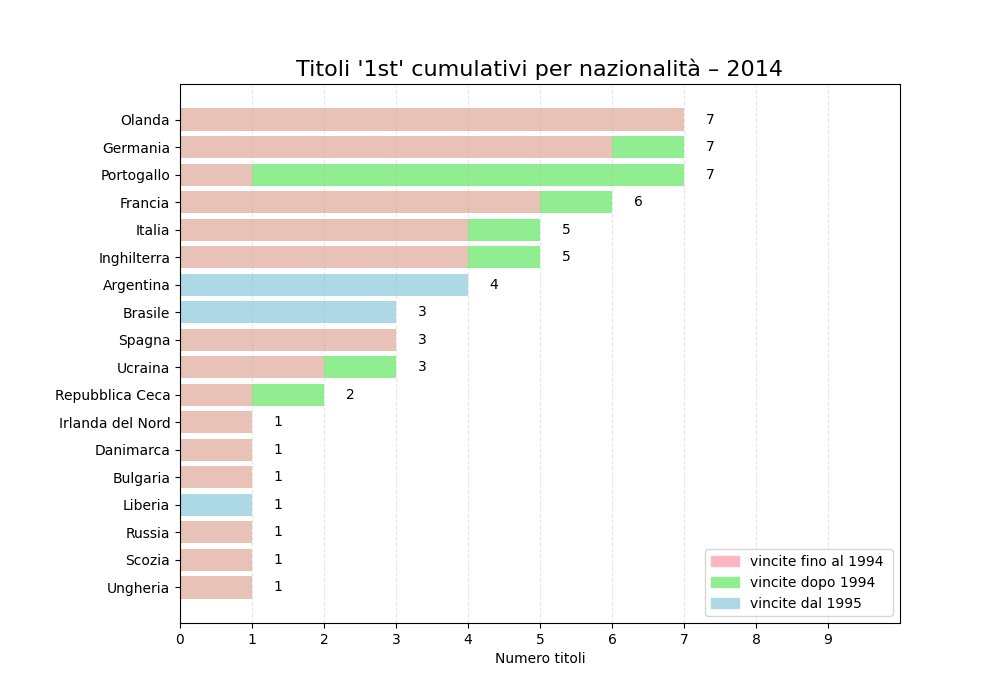 Titoli '1st' cumulativi per nazionalità – 2014
Olanda 7
Germania 7
Portogallo 7
Francia 6
Italia 5
Inghilterra 5
Argentina 4
Brasile 3
Spagna 3
Ucraina 3
Repubblica Ceca 2
Irlanda del Nord 1
Danimarca 1
Bulgaria 1
Liberia 1
Russia 1
Scozia 1
Ungheria 1
vincite fino al 1994
vincite dopo 1994
vincite dal 1995
0 1 2 3 4 5 6 7 8 9
Numero titoli